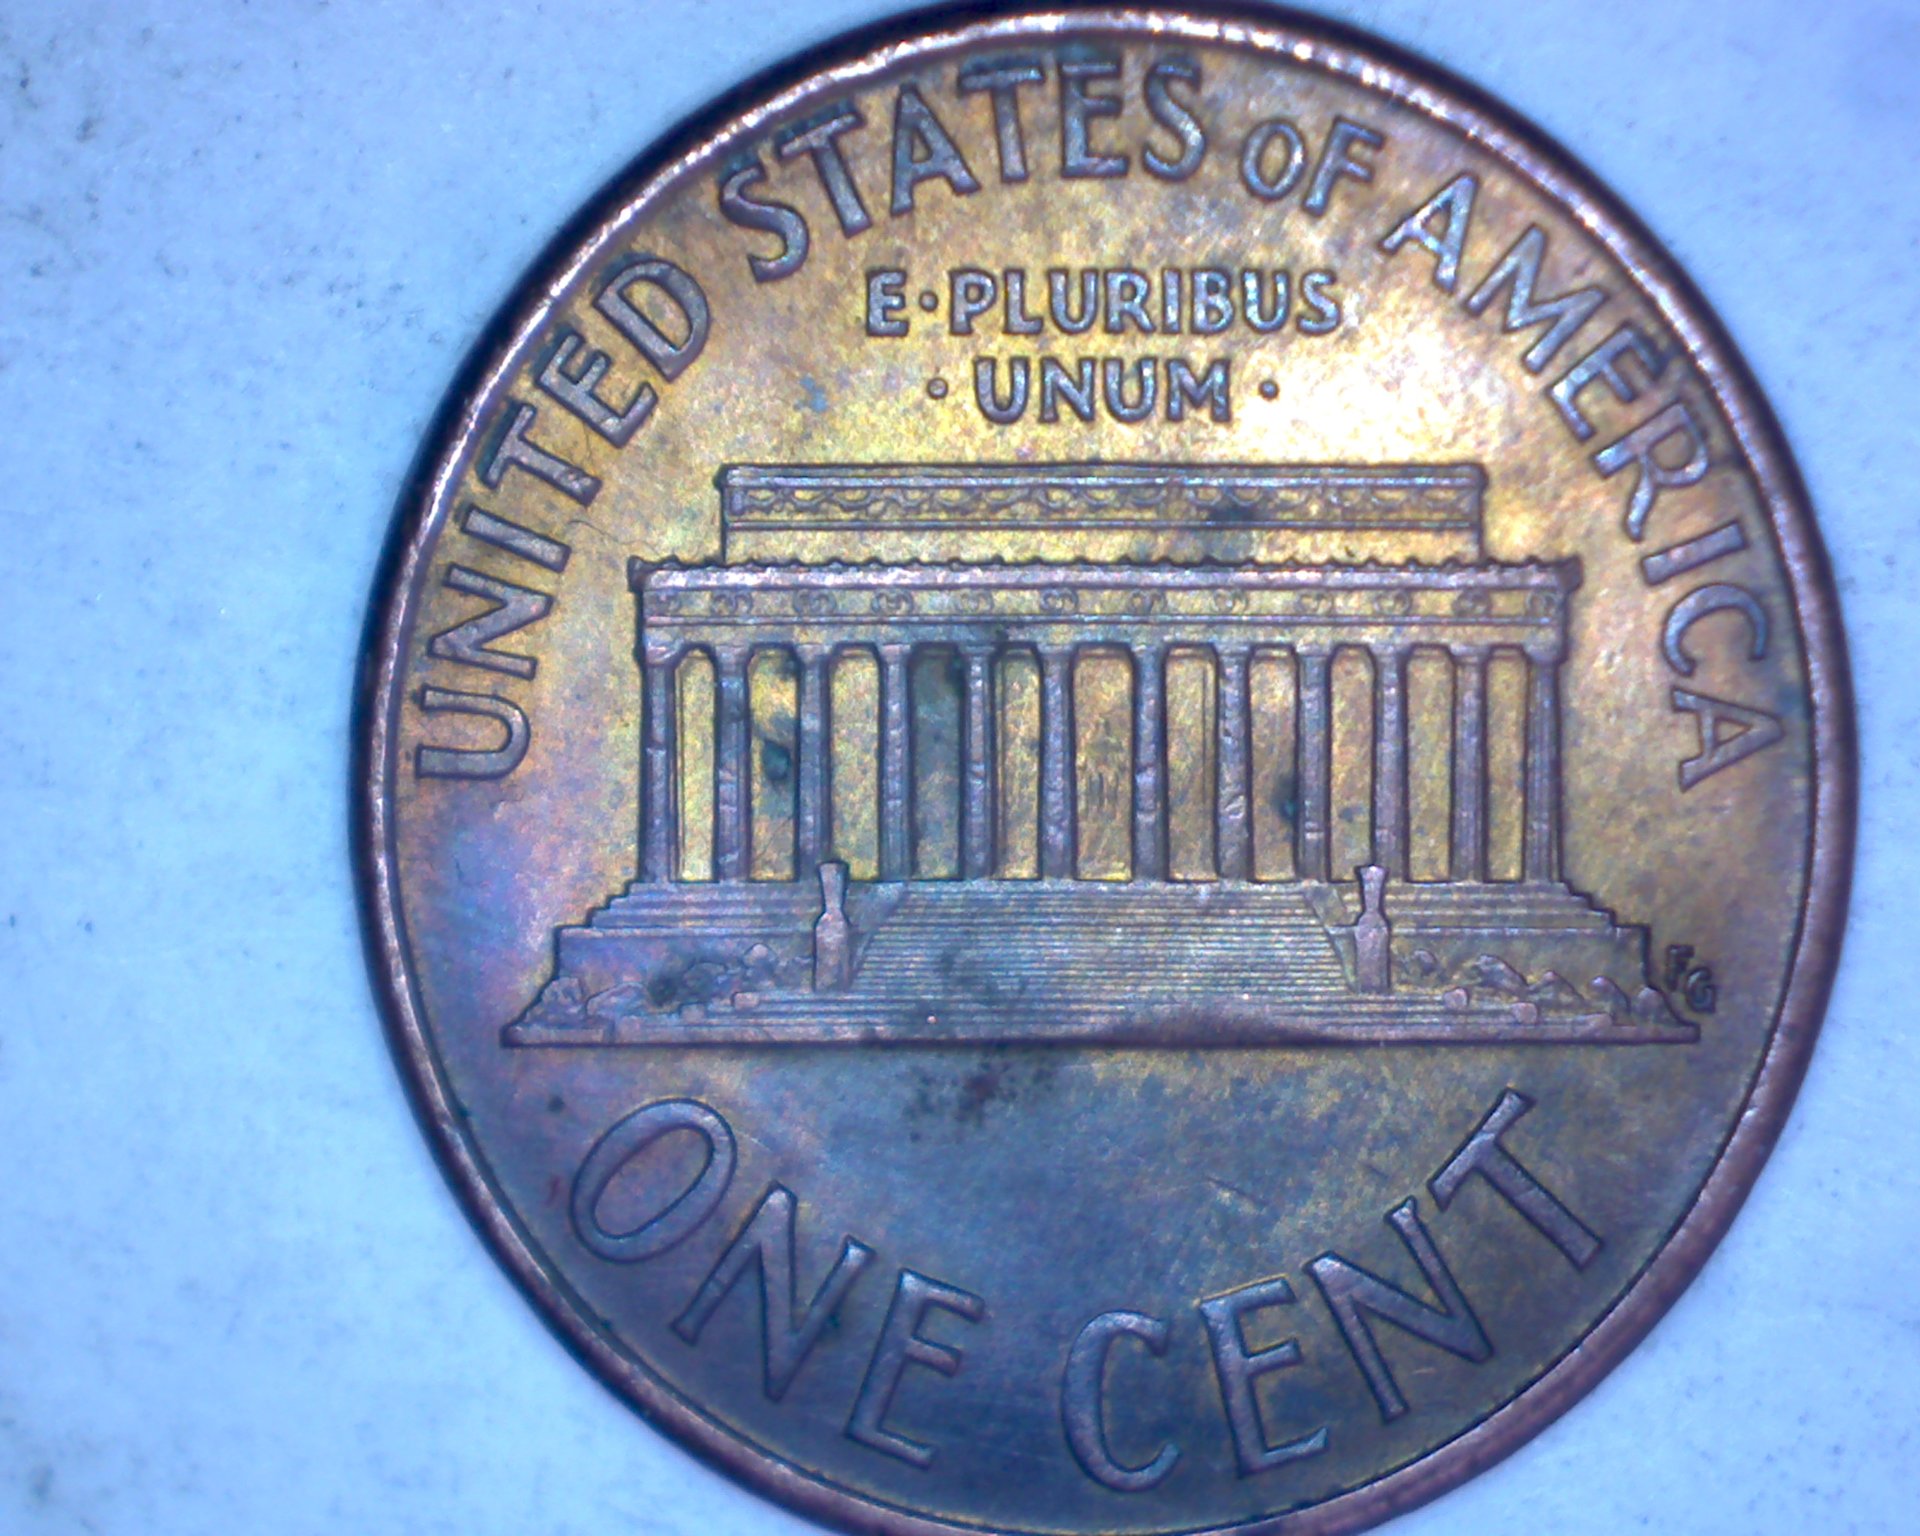 UNITED STATES OF AMERICA
E·PLURIBUS
·UNUM·
FG
ONE CENT